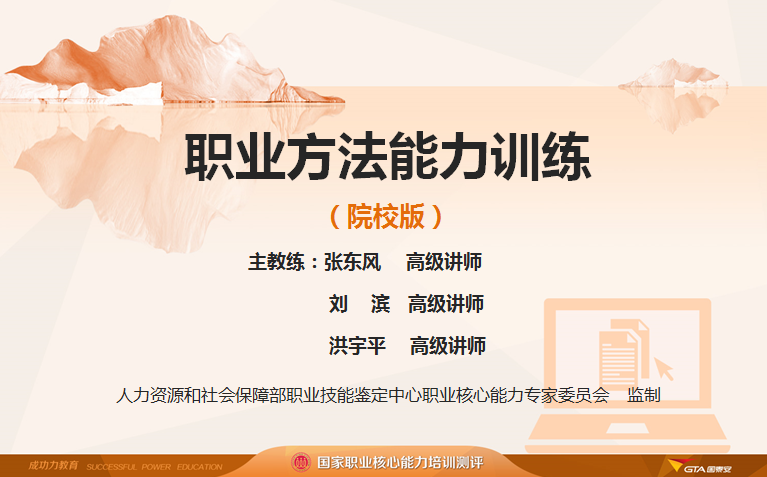 职业方法能力训练
（院校版）
主教练：张东风 高级讲师
刘 滨 高级讲师
洪宇平 高级讲师
人力资源和社会保障部职业技能鉴定中心职业核心能力专家委员会 监制
成功力教育 SUCCESSFUL POWER EDUCATION
国家职业核心能力培训测评
GTA 国泰安